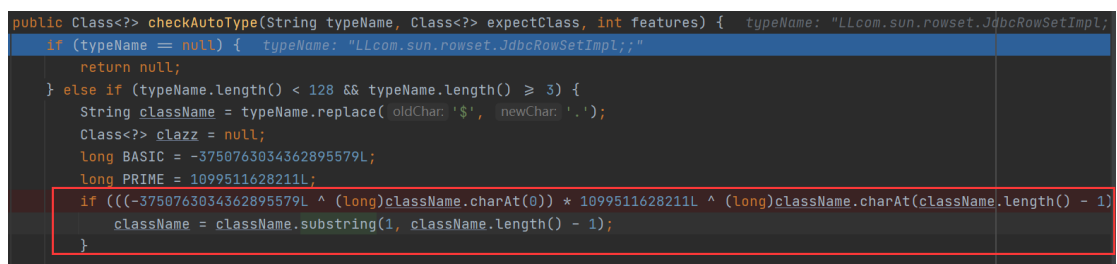 public Class<?> checkAutoType(String typeName, Class<?> expectClass, int features) {   typeName: "LLcom.sun.rowset.JdbcRowSetImpl;
if (typeName == null) {   typeName: "LLcom.sun.rowset.JdbcRowSetImpl;;"
return null;
} else if (typeName.length() < 128 && typeName.length() >= 3) {
String className = typeName.replace( oldChar: '$',  newChar: '.');
Class<?> clazz = null;
long BASIC = -3750763034362895579L;
long PRIME = 1099511628211L;
if (((-3750763034362895579L ^ (long)className.charAt(0)) * 1099511628211L ^ (long)className.charAt(className.length() - 1)
className = className.substring(1, className.length() - 1);
}